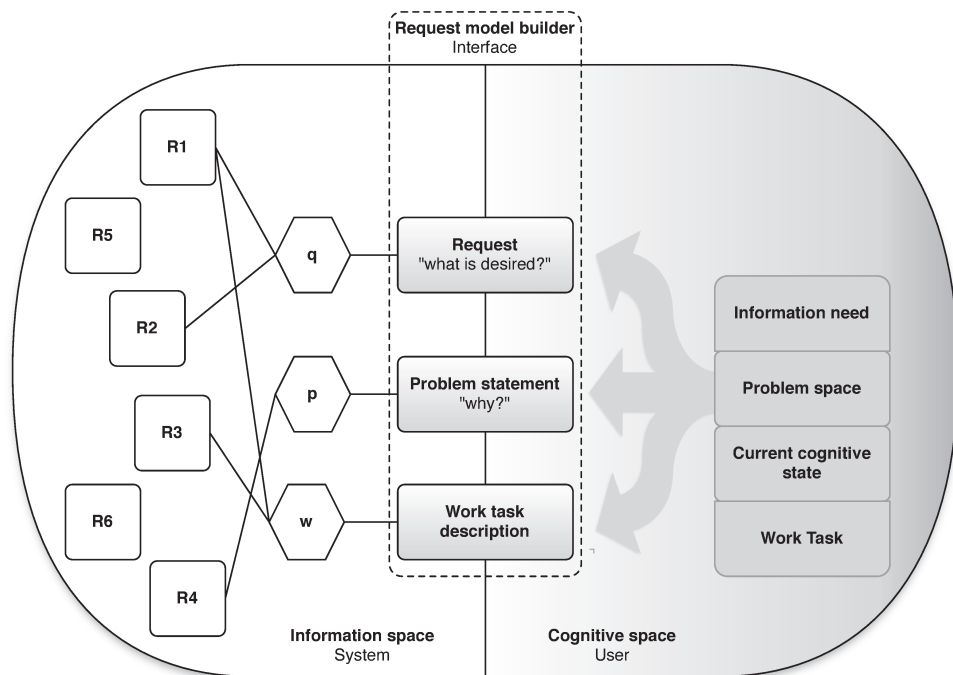 Request model builder
Interface
R1
R5
R2
R3
R6
R4
q
p
w
Request
"what is desired?"
Problem statement
"why?"
Work task
description
Information need
Problem space
Current cognitive
state
Work Task
Information space
System
Cognitive space
User